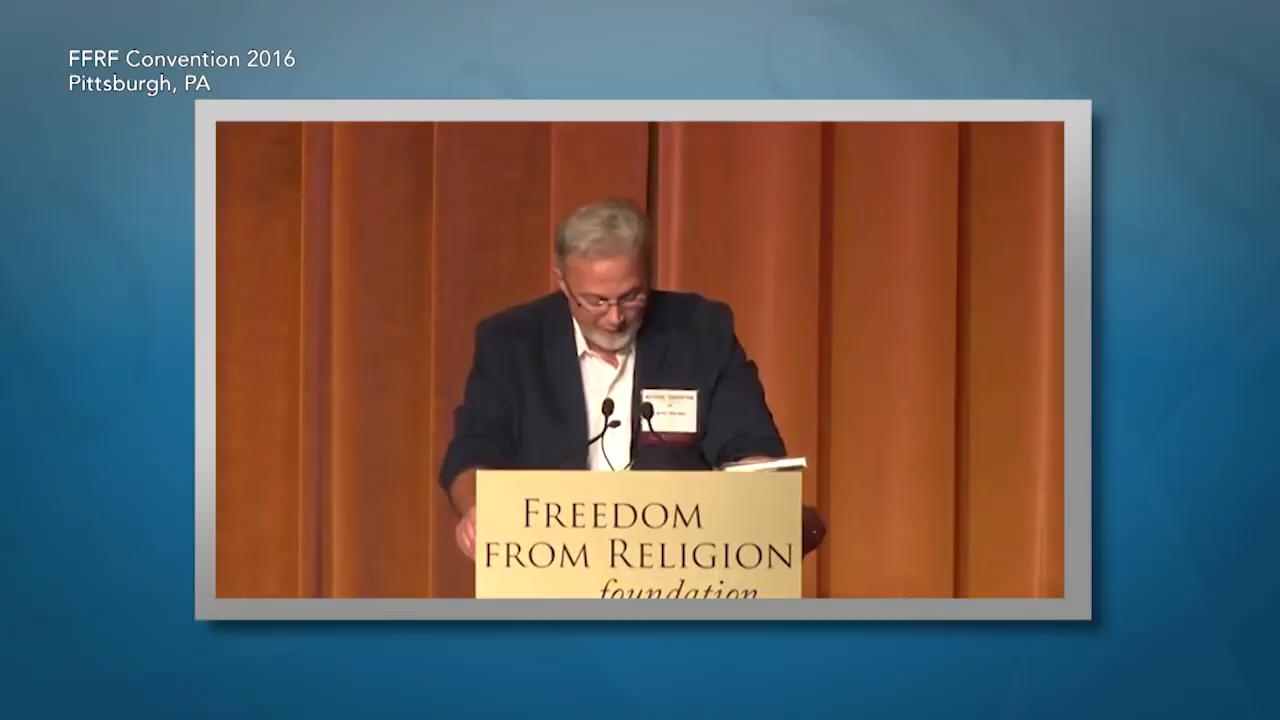 FFRF Convention 2016
Pittsburgh, PA
FREEDOM
FROM RELIGION
foundation